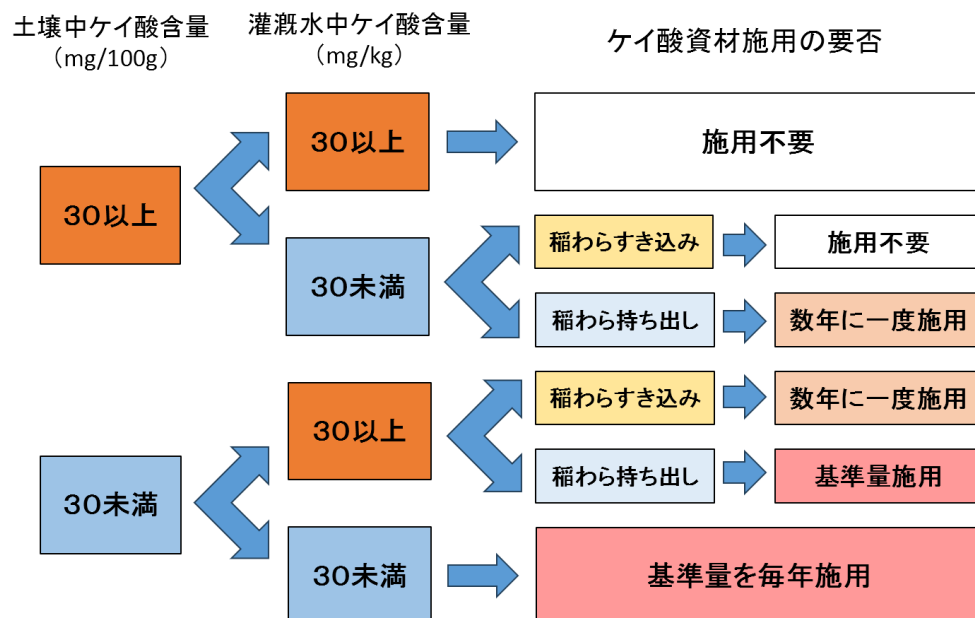 土壌中ケイ酸含量
（mg/100g）
灌漑水中ケイ酸含量
（mg/kg）
ケイ酸資材施用の要否
30以上
30以上
施用不要
30未満
稲わらすき込み
施用不要
稲わら持ち出し
数年に一度施用
30未満
30以上
稲わらすき込み
数年に一度施用
稲わら持ち出し
基準量施用
30未満
基準量を毎年施用